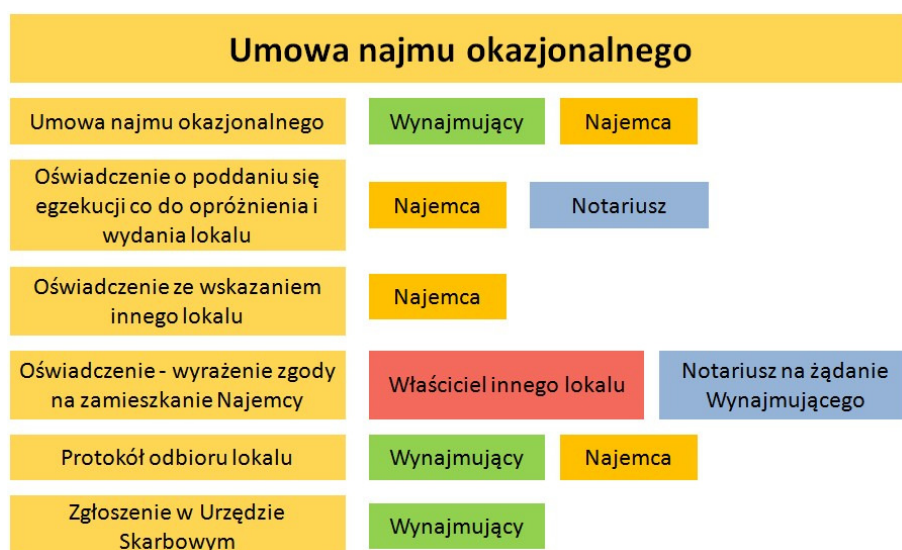 Umowa najmu okazjonalnego
Umowa najmu okazjonalnego
Wynajmujący
Najemca
Oświadczenie o poddaniu się
egzekucji co do opróżnienia i
wydania lokalu
Najemca
Notariusz
Oświadczenie ze wskazaniem
innego lokalu
Najemca
Oświadczenie - wyrażenie zgody
na zamieszkanie Najemcy
Właściciel innego lokalu
Notariusz na żądanie
Wynajmującego
Protokół odbioru lokalu
Wynajmujący
Najemca
Zgłoszenie w Urzędzie
Skarbowym
Wynajmujący